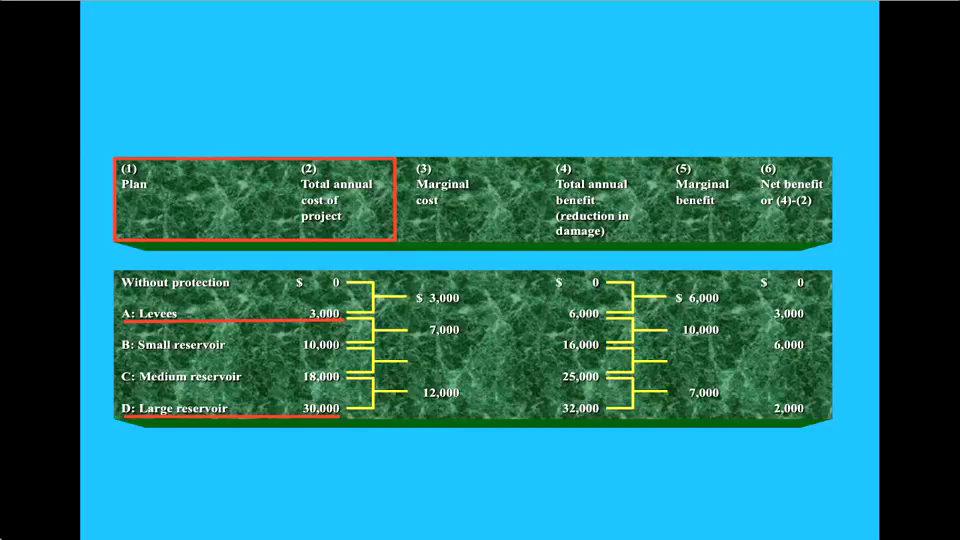 (1) (2) (3) (4) (5) (6)
Plan Total annual Marginal Total annual Marginal Net benefit
cost of cost benefit benefit or (4)-(2)
project (reduction in
damage)
Without protection $ 0 $ 0 $ 0
$ 3,000 $ 6,000
A: Levees 3,000 6,000 3,000
7,000 10,000
B: Small reservoir 10,000 16,000 6,000
C: Medium reservoir 18,000 25,000
12,000 7,000
D: Large reservoir 30,000 32,000 2,000